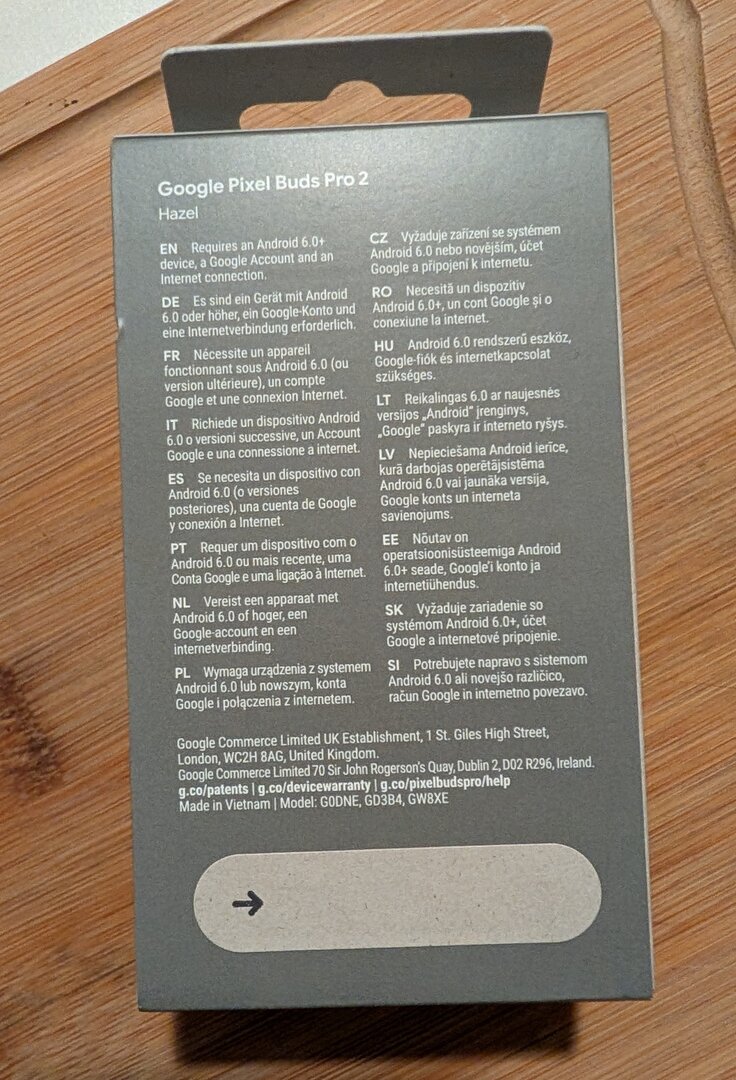 Google Pixel Buds Pro 2
Hazel
EN Requires an Android 6.0+
device, a Google Account and an
Internet connection.
DE Es sind ein Gerät mit Android
6.0 oder höher, ein Google-Konto und
eine Internetverbindung erforderlich.
FR Nécessite un appareil
fonctionnant sous Android 6.0 (ou
version ultérieure), un compte
Google et une connexion Internet.
IT Richiede un dispositivo Android
6.0 o versioni successive, un Account
Google e una connessione a internet.
ES Se necesita un dispositivo con
Android 6.0 (o versiones
posteriores), una cuenta de Google
y conexión a Internet.
PT Requer um dispositivo com o
Android 6.0 ou mais recente, uma
Conta Google e uma ligação à Internet.
NL Vereist een apparaat met
Android 6.0 of hoger, een
Google-account en een
internetverbinding.
PL Wymaga urządzenia z systemem
Android 6.0 lub nowszym, konta
Google i połączenia z internetem.
CZ Vyžaduje zařízení se systémem
Android 6.0 nebo novějším, účet
Google a připojení k internetu.
RO Necesită un dispozitiv
Android 6.0+, un cont Google și o
conexiune la internet.
HU Android 6.0 rendszerű eszköz,
Google-fiók és internetkapcsolat
szükséges.
LT Reikalingas 6.0 ar naujesnės
versijos „Android" įrenginys,
„Google" paskyra ir interneto ryšys.
LV Nepieciešama Android ierīce,
kurā darbojas operētājsistēma
Android 6.0 vai jaunāka versija,
Google konts un interneta
savienojums.
EE Nõutav on
operatsioonisüsteemiga Android
6.0+ seade, Google'i konto ja
internetiühendus.
SK Vyžaduje zariadenie so
systémom Android 6.0+, účet
Google a internetové pripojenie.
SI Potrebujete napravo s sistemom
Android 6.0 ali novejšo različico,
račun Google in internetno povezavo.
Google Commerce Limited UK Establishment, 1 St. Giles High Street,
London, WC2H 8AG, United Kingdom.
Google Commerce Limited 70 Sir John Rogerson's Quay, Dublin 2, D02 R296, Ireland.
g.co/patents | g.co/devicewarranty | g.co/pixelbudspro/help
Made in Vietnam | Model: G0DNE, GD3B4, GW8XE